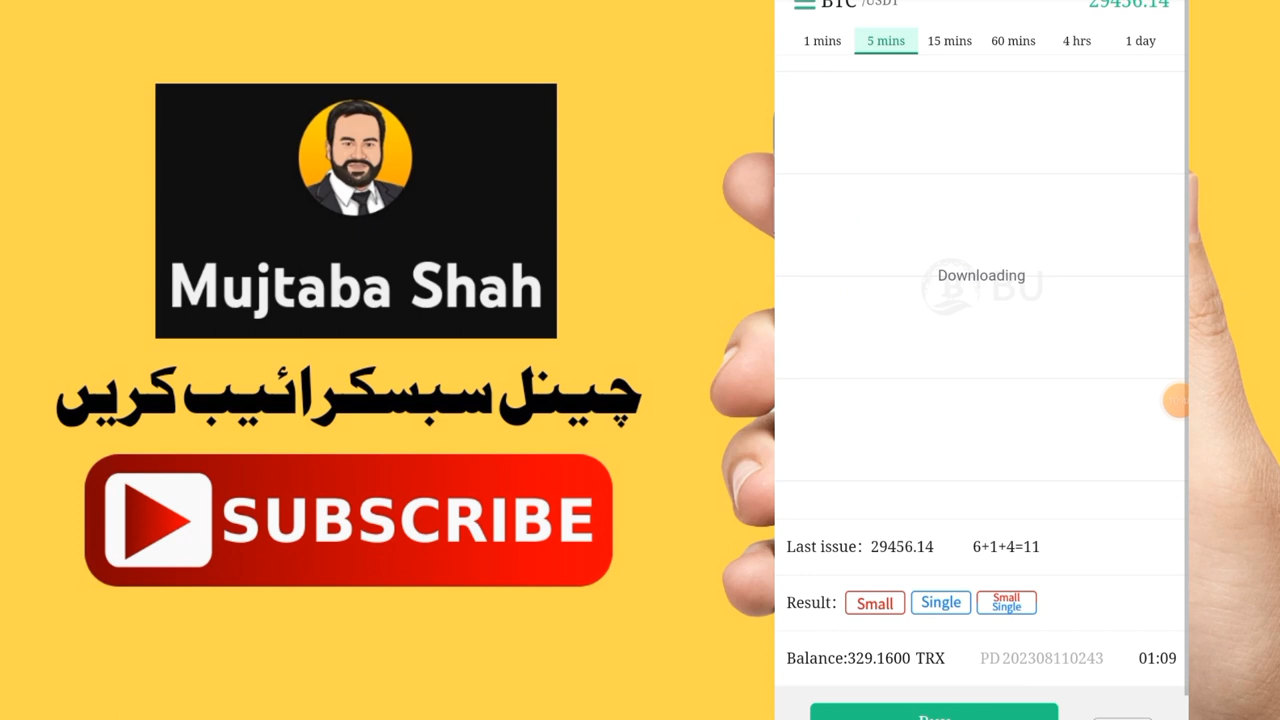 Mujtaba Shah
چینل سبسکرائیب کریں
SUBSCRIBE
BTC /USDT 29456.14
1 mins 5 mins 15 mins 60 mins 4 hrs 1 day
Downloading
BU
Last issue: 29456.14 6+1+4=11
Result: Small Single Small Single
Balance:329.1600 TRX PD202308110243 01:09